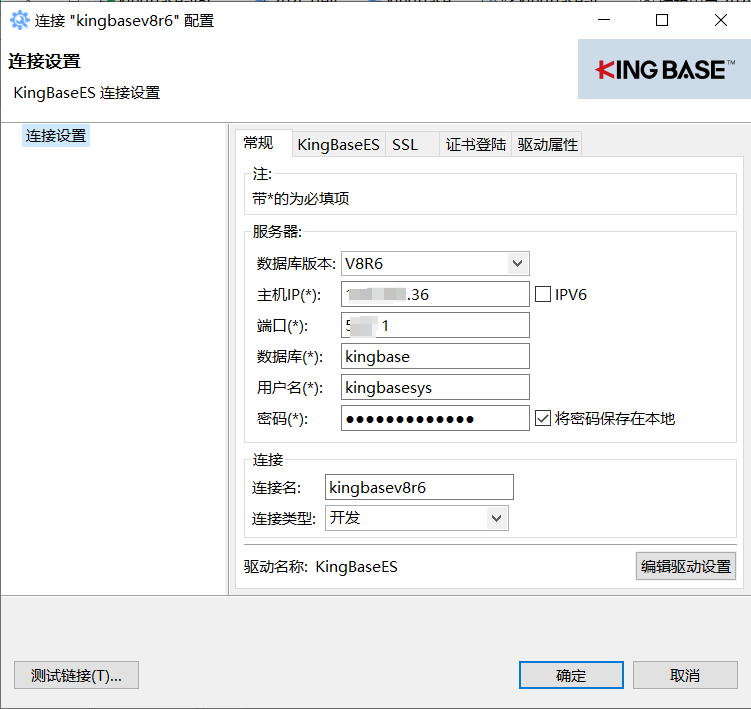 连接 "kingbasev8r6" 配置
连接设置
KingBaseES 连接设置
KINGBASE™
连接设置
常规 KingBaseES SSL 证书登陆 驱动属性
注:
带*的为必填项
服务器:
数据库版本: V8R6
主机IP(*): .36 IPV6
端口(*): 5 1
数据库(*): kingbase
用户名(*): kingbasesys
密码(*): ●●●●●●●●●●●●● 将密码保存在本地
连接
连接名: kingbasev8r6
连接类型: 开发
驱动名称: KingBaseES 编辑驱动设置
测试链接(T)... 确定 取消